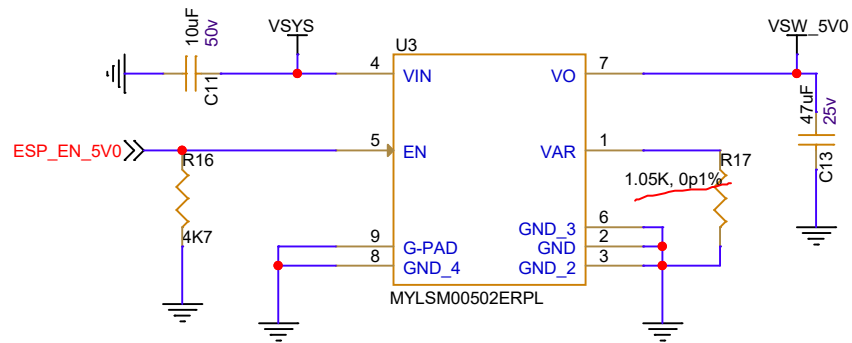 10uF
50v
C11
VSYS
U3
VSW_5V0
4
VIN
VO
7
47uF
25v
C13
ESP_EN_5V0
R16
4K7
5
EN
VAR
1
R17
1.05K, 0p1%
GND_3
6
9
G-PAD
GND
2
8
GND_4
GND_2
3
MYLSM00502ERPL